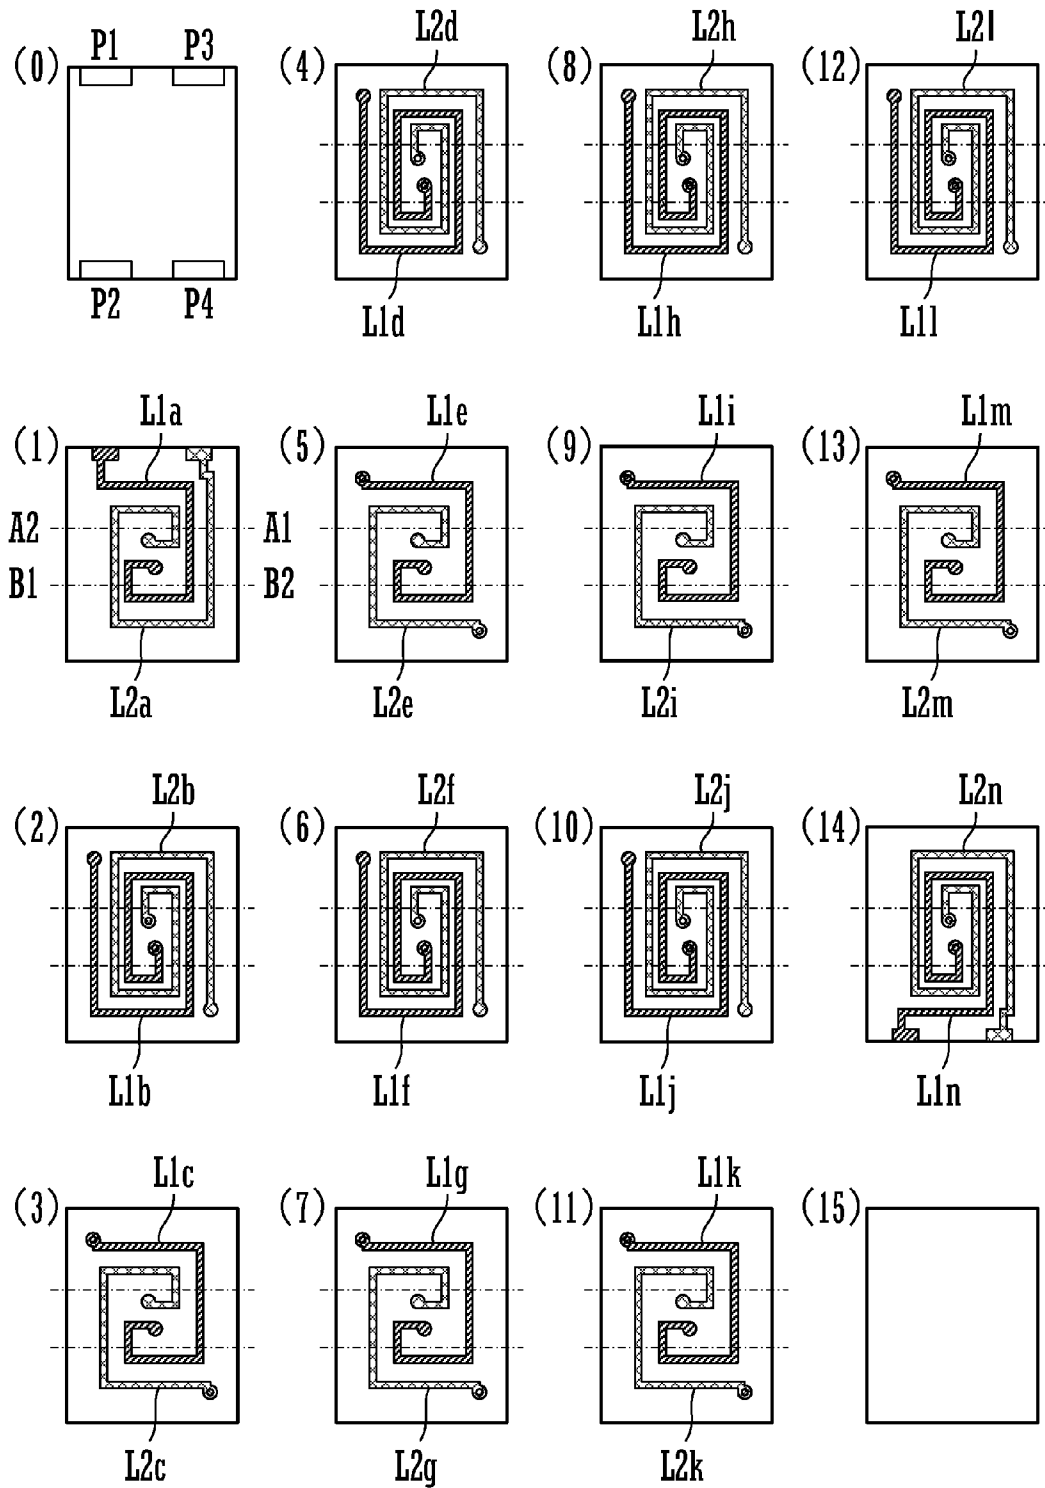 L2d L2h L2l
(0) P1 P3 (4) (8) (12)
P2 P4 L1d L1h L1l
L1a L1e L1i L1m
(1) (5) (9) (13)
A2 A1
B1 B2
L2a L2e L2i L2m
L2b L2f L2j L2n
(2) (6) (10) (14)
L1b L1f L1j L1n
L1c L1g L1k
(3) (7) (11) (15)
L2c L2g L2k